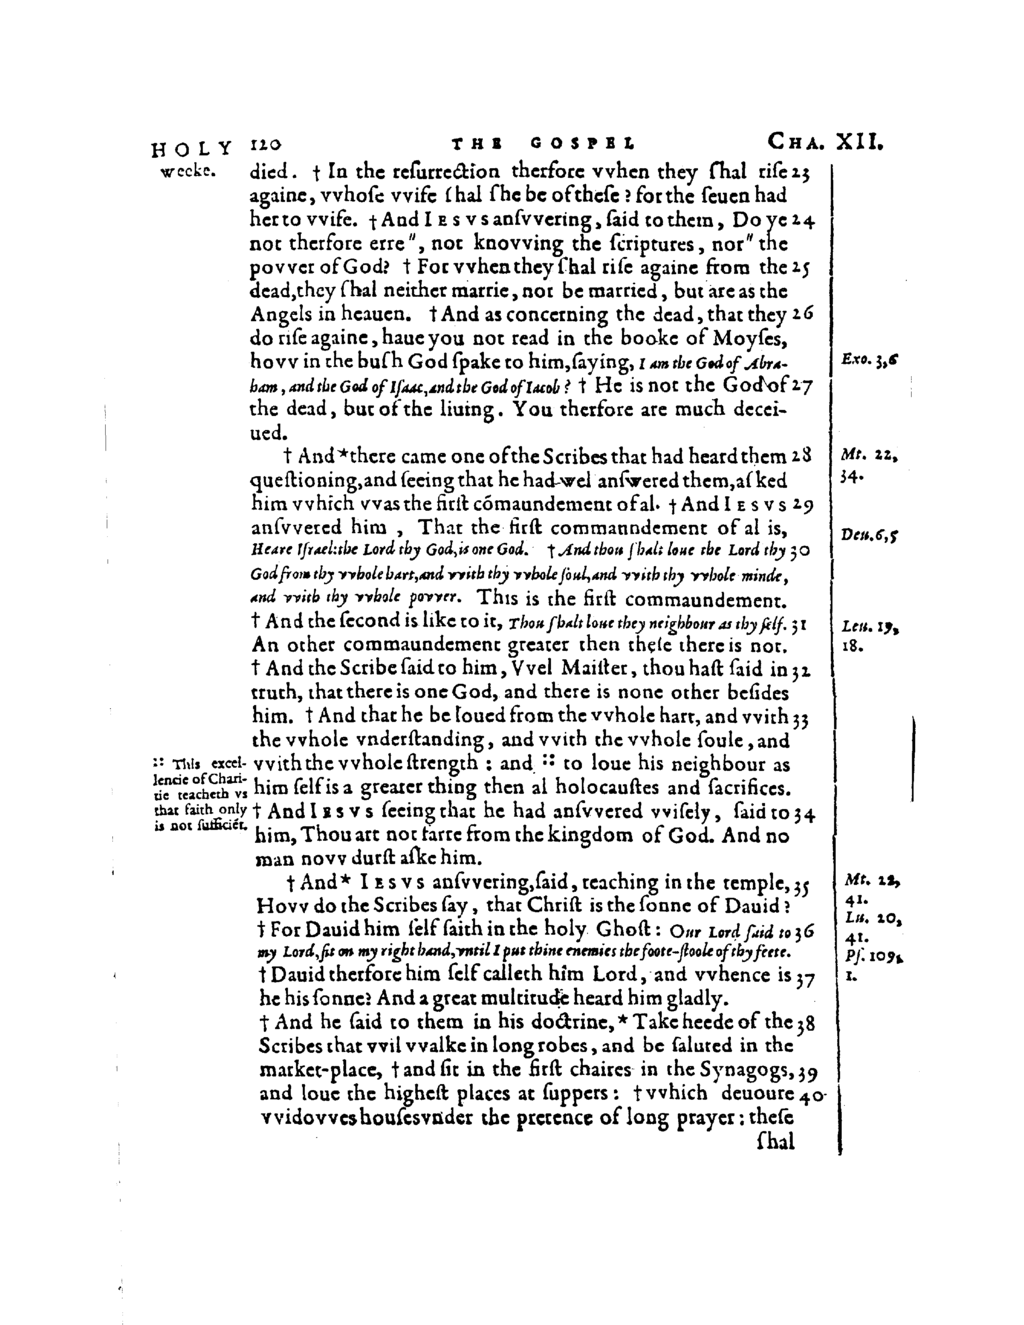 HOLY weeke.
120 THE GOSPEL CHA. XII.
died. † In the reſurrection therfore vvhen they ſhal riſe 23
againe, vvhoſe vvife ſhal ſhe be of theſe? for the ſeuen had
her to vvife. † And IESVS anſvvering, ſaid to them, Do ye 24
not therfore erre", not knovving the ſcriptures, nor" the
povver of God? † For vvhen they ſhal riſe againe from the 25
dead, they ſhal neither marrie, nor be married, but are as the
Angels in heauen. † And as concerning the dead, that they 26
do riſe againe, haue you not read in the booke of Moyſes,
hovv in the buſh God ſpake to him, ſaying, I am the God of Abra-
ham, and the God of Iſaac, and the God of Iacob? † He is not the God of 27
the dead, but of the liuing. You therfore are much decei-
ued.
† And *there came one of the Scribes that had heard them 28
queſtioning, and ſeeing that he had wel anſwered them, aſked
him vvhich vvas the firſt cómaundement of al. † And IESVS 29
anſvvered him, That the firſt commanndement of al is,
Heare Iſrael: the Lord thy God, is one God. † And thou ſhalt loue the Lord thy 30
God from thy vvhole hart, and vvith thy vvhole ſoul, and vvith thy vvhole minde,
and vvith thy vvhole povver. This is the firſt commaundement.
† And the ſecond is like to it, Thou ſhalt loue they neighbour as thy ſelf. 31
An other commaundement greater then theſe there is not.
† And the Scribe ſaid to him, VVel Maiſter, thou haſt ſaid in 32
truth, that there is one God, and there is none other beſides
him. † And that he be loued from the vvhole hart, and vvith 33
the vvhole vnderſtanding, and vvith the vvhole ſoule, and
vvith the vvhole ſtrength: and :: to loue his neighbour as
him ſelf is a greater thing then al holocauſtes and ſacrifices.
† And IESVS ſeeing that he had anſvvered vviſely, ſaid to 34
him, Thou art not farre from the kingdom of God. And no
man novv durſt aſke him.
† And* IESVS anſvvering, ſaid, teaching in the temple, 35
Hovv do the Scribes ſay, that Chriſt is the ſonne of Dauid?
† For Dauid him ſelf ſaith in the holy Ghoſt: Our Lord ſaid to 36
my Lord, ſit on my right hand, vntil I put thine enemies the foote-ſtoole of thy feete.
† Dauid therfore him ſelf calleth him Lord, and vvhence is 37
he his ſonne? And a great multitude heard him gladly.
† And he ſaid to them in his doctrine, * Take heede of the 38
Scribes that vvil vvalke in long robes, and be ſaluted in the
market-place, † and ſit in the firſt chaires in the Synagogs, 39
and loue the higheſt places at ſuppers: † vvhich deuoure 40
vvidovves houſes vnder the pretence of long prayer: theſe
ſhal
:: This excel-
lencie of Chari-
tie teacheth vs
that faith only
is not ſufficiét.
Exo. 3,6
Mt. 22,
34.
Deu. 6,5
Leu. 19,
18.
Mt. 22,
41.
Lu. 20,
41.
Pſ. 109,
1.